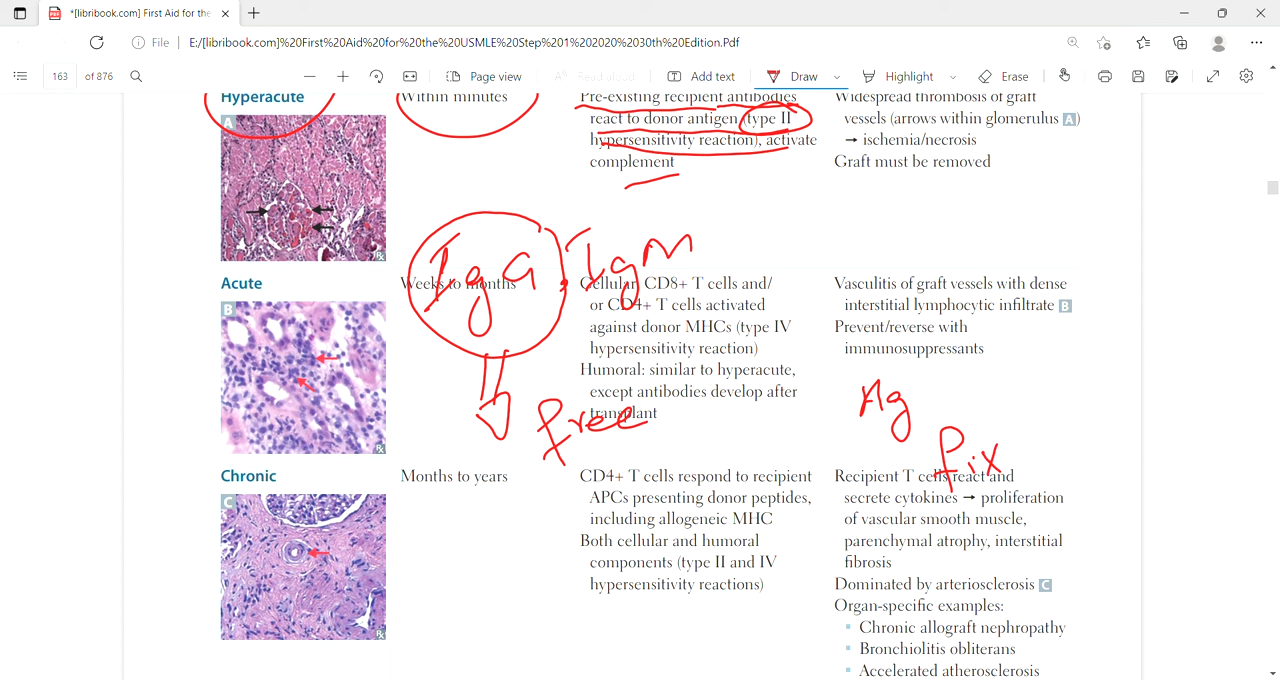 *[libribook.com] First Aid for the
File
E:/[libribook.com]%20First%20Aid%20for%20the%20USMLE%20Step%201%202020%2030th%20Edition.Pdf
163 of 876
Page view
Read aloud
Add text
Draw
Highlight
Erase
Hyperacute
Within minutes
Pre-existing recipient antibodies
react to donor antigen (type II
hypersensitivity reaction), activate
complement
Widespread thrombosis of graft
vessels (arrows within glomerulus A)
→ ischemia/necrosis
Graft must be removed
A
IgG
IgM
Acute
Weeks to months
Cellular: CD8+ T cells and/
or CD4+ T cells activated
against donor MHCs (type IV
hypersensitivity reaction)
Humoral: similar to hyperacute,
except antibodies develop after
transplant
Vasculitis of graft vessels with dense
interstitial lymphocytic infiltrate B
Prevent/reverse with
immunosuppressants
B
free
Ag
fix
Chronic
Months to years
CD4+ T cells respond to recipient
APCs presenting donor peptides,
including allogeneic MHC
Both cellular and humoral
components (type II and IV
hypersensitivity reactions)
Recipient T cells react and
secrete cytokines → proliferation
of vascular smooth muscle,
parenchymal atrophy, interstitial
fibrosis
Dominated by arteriosclerosis C
Organ-specific examples:
▪ Chronic allograft nephropathy
▪ Bronchiolitis obliterans
▪ Accelerated atherosclerosis
C